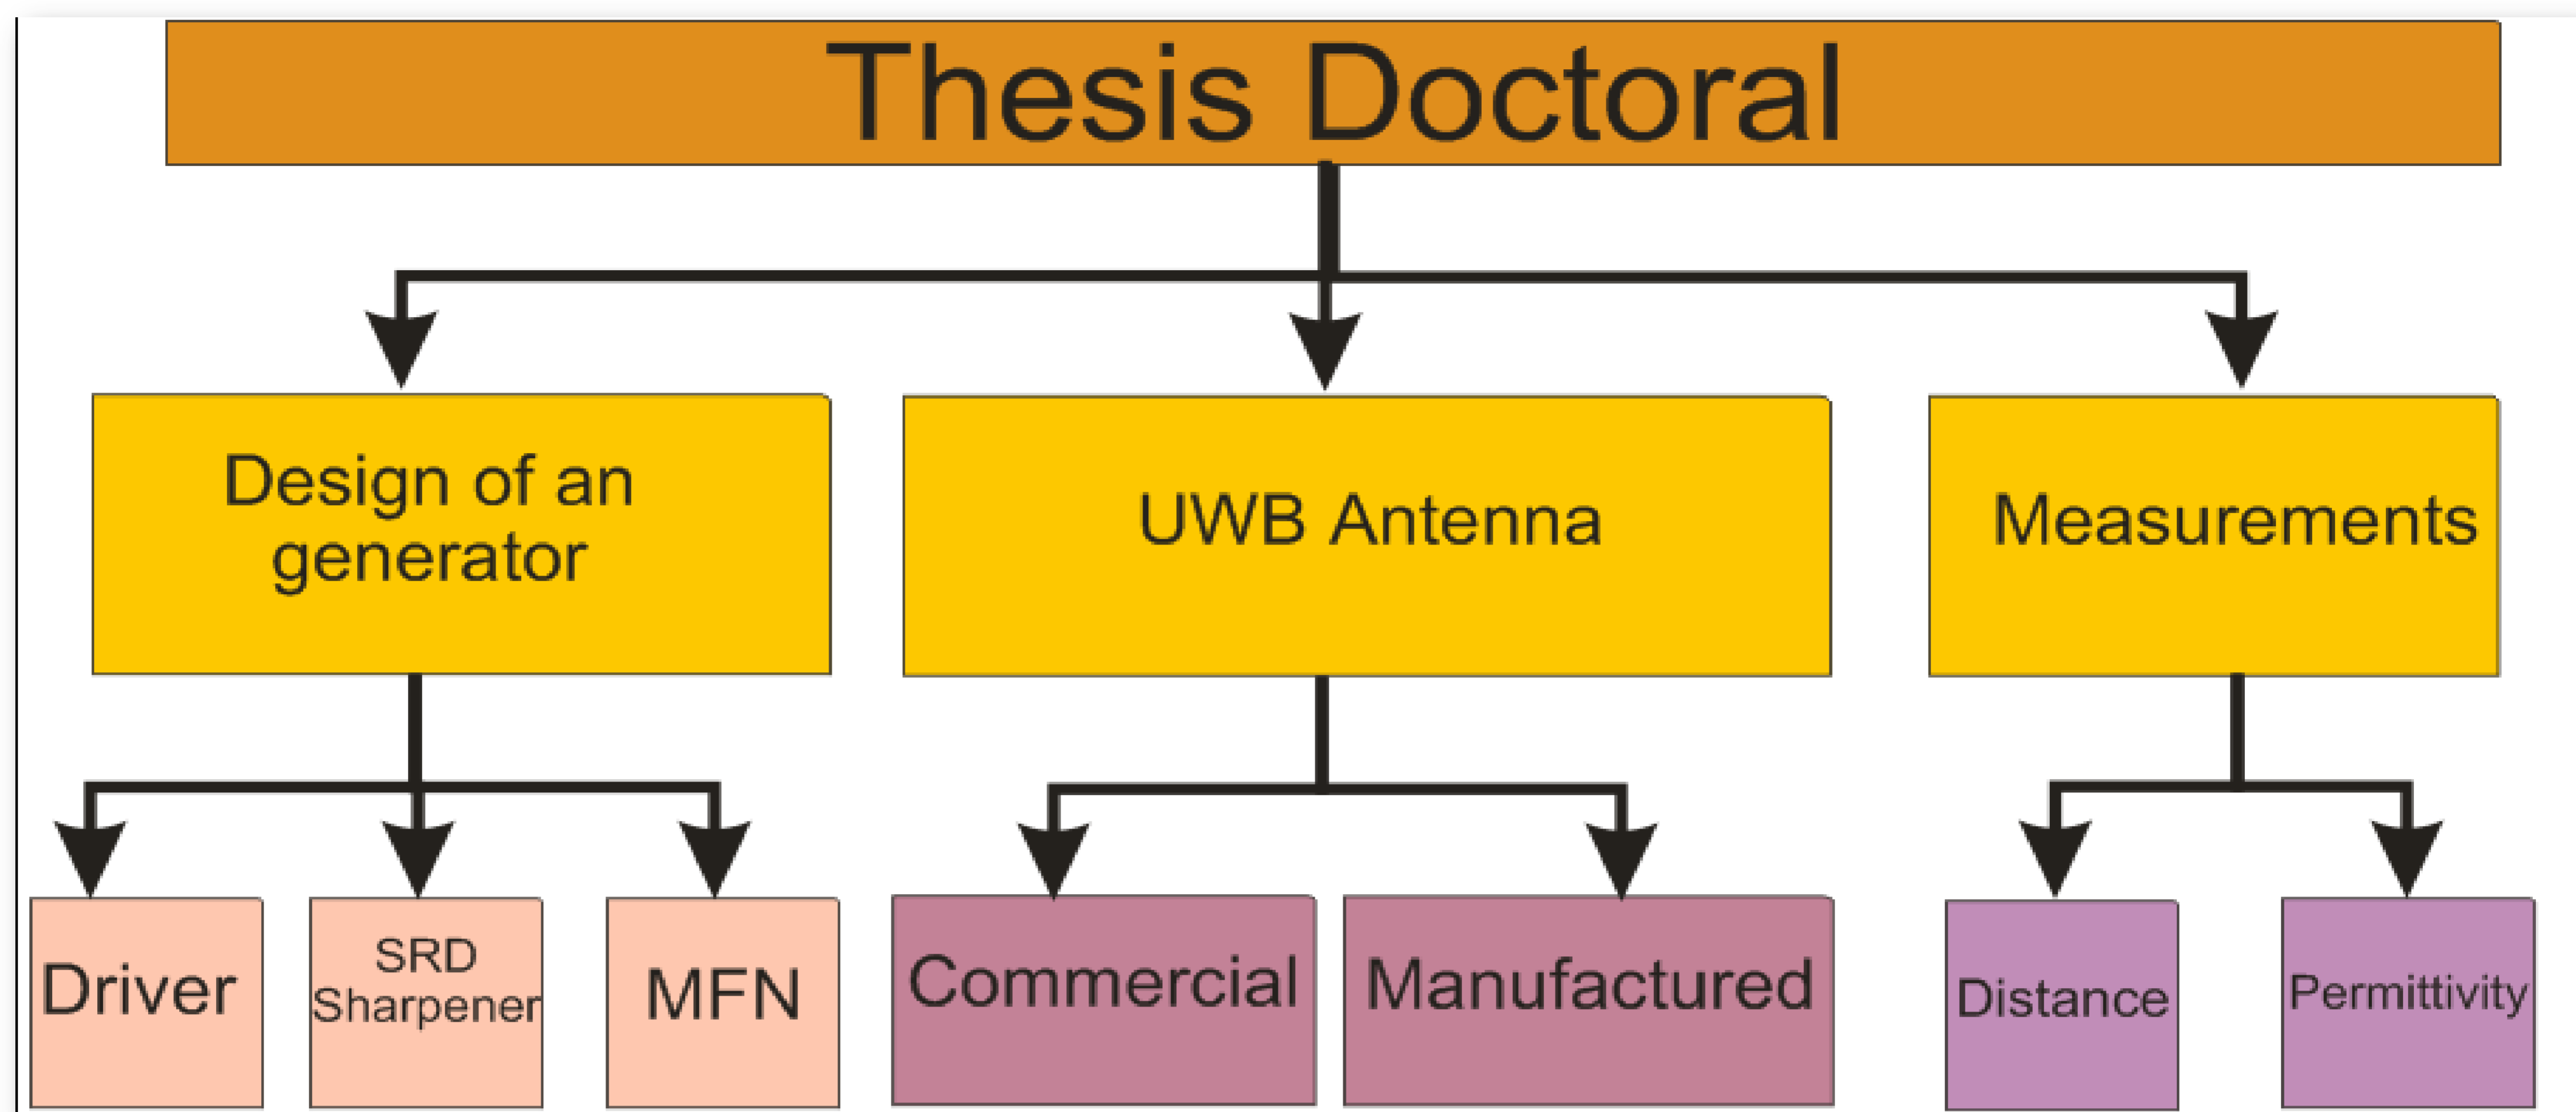 Thesis Doctoral
Design of an
generator
UWB Antenna
Measurements
Driver
SRD
Sharpener
MFN
Commercial
Manufactured
Distance
Permittivity